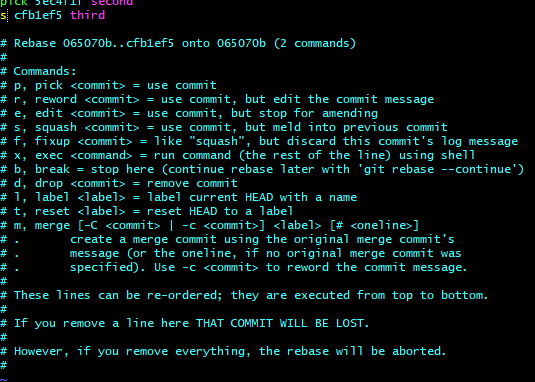 pick 5ec4f1f second
s cfb1ef5 third
# Rebase 065070b..cfb1ef5 onto 065070b (2 commands)
#
# Commands:
# p, pick <commit> = use commit
# r, reword <commit> = use commit, but edit the commit message
# e, edit <commit> = use commit, but stop for amending
# s, squash <commit> = use commit, but meld into previous commit
# f, fixup <commit> = like "squash", but discard this commit's log message
# x, exec <command> = run command (the rest of the line) using shell
# b, break = stop here (continue rebase later with 'git rebase --continue')
# d, drop <commit> = remove commit
# l, label <label> = label current HEAD with a name
# t, reset <label> = reset HEAD to a label
# m, merge [-C <commit> | -c <commit>] <label> [# <oneline>]
# .       create a merge commit using the original merge commit's
# .       message (or the oneline, if no original merge commit was
# .       specified). Use -c <commit> to reword the commit message.
#
# These lines can be re-ordered; they are executed from top to bottom.
#
# If you remove a line here THAT COMMIT WILL BE LOST.
#
# However, if you remove everything, the rebase will be aborted.
#
~